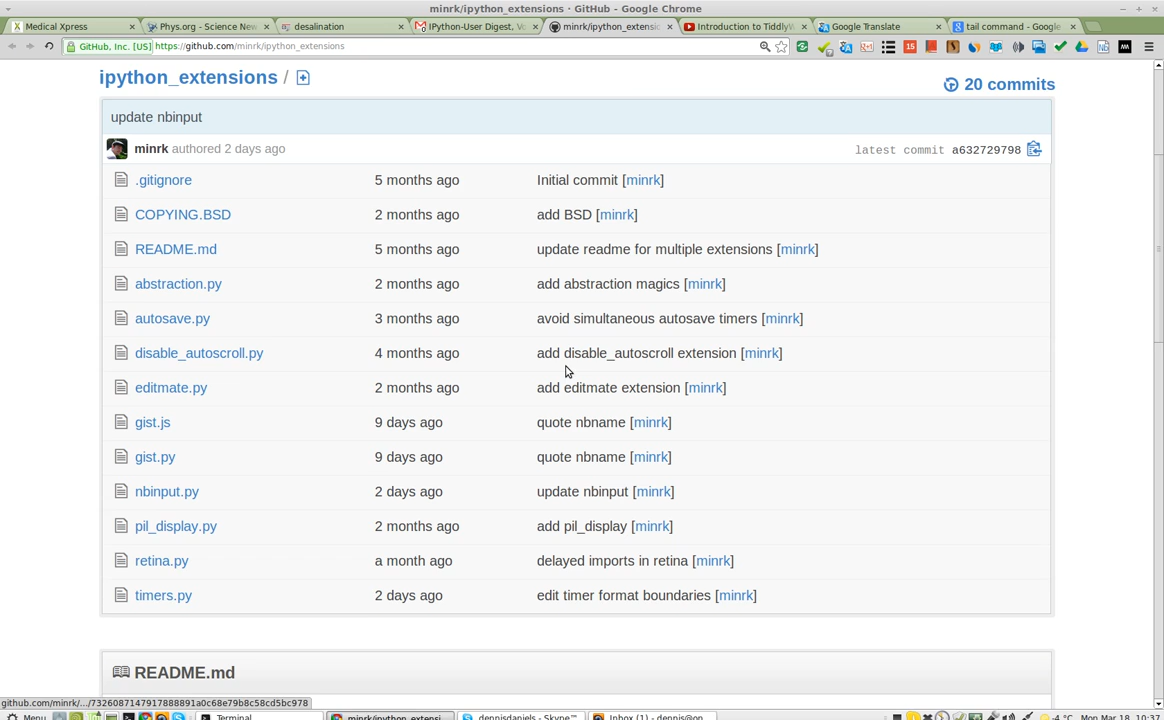 minrk/ipython_extensions · GitHub - Google Chrome
Medical Xpress
Phys.org - Science New
desalination
IPython-User Digest, Vo
minrk/ipython_extensi
Introduction to TiddlyW
Google Translate
tail command - Google
GitHub, Inc. [US] https://github.com/minrk/ipython_extensions
15
ipython_extensions /
20 commits
update nbinput
minrk authored 2 days ago
latest commit a632729798
.gitignore 5 months ago Initial commit [minrk]
COPYING.BSD 2 months ago add BSD [minrk]
README.md 5 months ago update readme for multiple extensions [minrk]
abstraction.py 2 months ago add abstraction magics [minrk]
autosave.py 3 months ago avoid simultaneous autosave timers [minrk]
disable_autoscroll.py 4 months ago add disable_autoscroll extension [minrk]
editmate.py 2 months ago add editmate extension [minrk]
gist.js 9 days ago quote nbname [minrk]
gist.py 9 days ago quote nbname [minrk]
nbinput.py 2 days ago update nbinput [minrk]
pil_display.py 2 months ago add pil_display [minrk]
retina.py a month ago delayed imports in retina [minrk]
timers.py 2 days ago edit timer format boundaries [minrk]
README.md
github.com/minrk/.../7326087147917888891a0c68e79b8c58cd5bc978
Menu Terminal minrk/ipython_extensi dennisdaniels - Skype™ Inbox (1) - dennis@on -4 °C Mon Mar 18, 10:37